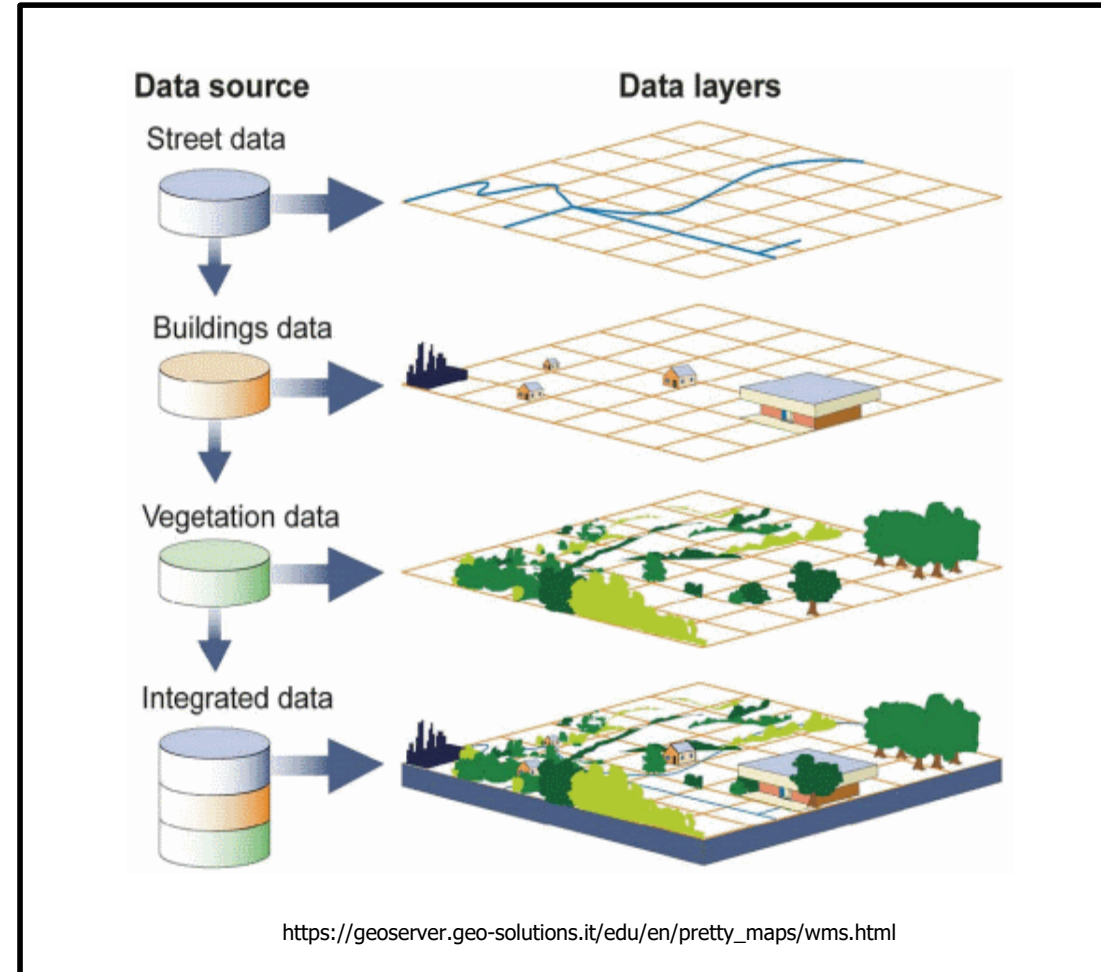 Data source
Data layers
Street data
Buildings data
Vegetation data
Integrated data
https://geoserver.geo-solutions.it/edu/en/pretty_maps/wms.html